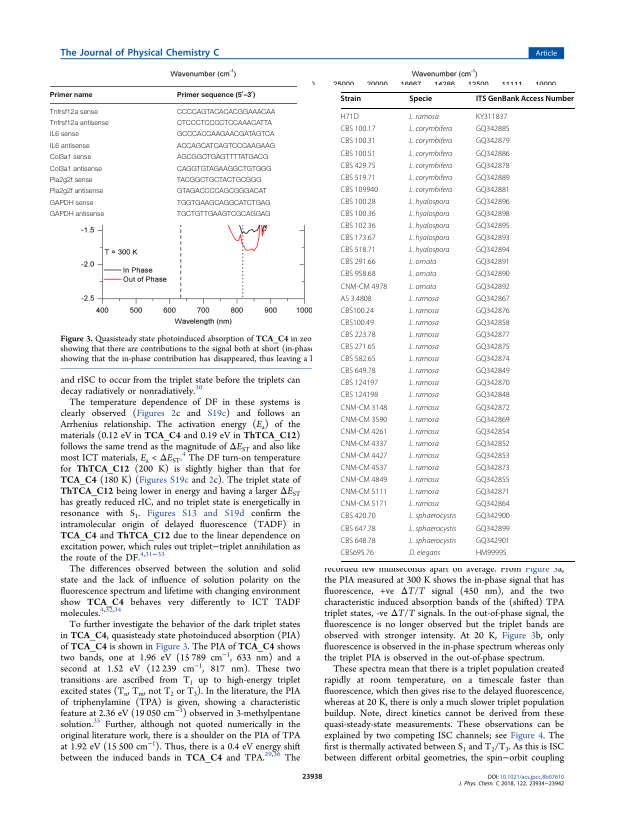 The Journal of Physical Chemistry C
Article
Wavenumber (cm⁻¹)
Primer name Primer sequence (5′–3′)
Tnfrsf12a sense CCCCAGTACACACGGAAACAA
Tnfrsf12a antisense CTCCCTCCCCTCCAAACATTA
IL6 sense GCCCACCAAGAACGATAGTCA
IL6 antisense ACCAGCATCAGTCCCAAGAAG
Col3a1 sense AGCGGCTGAGTTTTATGACG
Col3a1 antisense CAGGTGTAGAAGGCTGTGGG
Pla2g2f sense TACGGCTGCTACTGCGGG
Pla2g2f antisense GTAGACCCCAGCGGGACAT
GAPDH sense TGGTGAAGCAGGCATCTGAG
GAPDH antisense TGCTGTTGAAGTCGCAGGAG
-1.5
-2.0
-2.5
T = 300 K
In Phase
Out of Phase
400 500 600 700 800 900 1000
Wavelength (nm)
Figure 3. Quasisteady state photoinduced absorption of TCA_C4 in zeo
showing that there are contributions to the signal both at short (in-phase
showing that the in-phase contribution has disappeared, thus leaving a l
and rISC to occur from the triplet state before the triplets can
decay radiatively or nonradiatively.³⁰
The temperature dependence of DF in these systems is
clearly observed (Figures 2c and S19c) and follows an
Arrhenius relationship. The activation energy (Eₐ) of the
materials (0.12 eV in TCA_C4 and 0.19 eV in ThTCA_C12)
follows the same trend as the magnitude of ΔE_ST and also like
most ICT materials, Eₐ < ΔE_ST.⁴ The DF turn-on temperature
for ThTCA_C12 (200 K) is slightly higher than that for
TCA_C4 (180 K) (Figures S19c and 2c). The triplet state of
ThTCA_C12 being lower in energy and having a larger ΔE_ST
has greatly reduced rIC, and no triplet state is energetically in
resonance with S₁. Figures S13 and S19d confirm the
intramolecular origin of delayed fluorescence (TADF) in
TCA_C4 and ThTCA_C12 due to the linear dependence on
excitation power, which rules out triplet−triplet annihilation as
the route of the DF.⁴,³¹⁻³³
The differences observed between the solution and solid
state and the lack of influence of solution polarity on the
fluorescence spectrum and lifetime with changing environment
show TCA_C4 behaves very differently to ICT TADF
molecules.⁴,³²,³⁴
To further investigate the behavior of the dark triplet states
in TCA_C4, quasisteady state photoinduced absorption (PIA)
of TCA_C4 is shown in Figure 3. The PIA of TCA_C4 shows
two bands, one at 1.96 eV (15 789 cm⁻¹, 633 nm) and a
second at 1.52 eV (12 239 cm⁻¹, 817 nm). These two
transitions are ascribed from T₁ up to high-energy triplet
excited states (Tₙ, Tₘ, not T₂ or T₃). In the literature, the PIA
of triphenylamine (TPA) is given, showing a characteristic
feature at 2.36 eV (19 050 cm⁻¹) observed in 3-methylpentane
solution.³⁵ Further, although not quoted numerically in the
original literature work, there is a shoulder on the PIA of TPA
at 1.92 eV (15 500 cm⁻¹). Thus, there is a 0.4 eV energy shift
between the induced bands in TCA_C4 and TPA.²⁹,³⁶ The
Wavenumber (cm⁻¹)
25000 20000 16667 14286 12500 11111 10000
Strain Specie ITS GenBank Access Number
H71D L. ramosa KY311837
CBS 100.17 L. corymbifera GQ342885
CBS 100.31 L. corymbifera GQ342879
CBS 100.51 L. corymbifera GQ342886
CBS 429.75 L. corymbifera GQ342878
CBS 519.71 L. corymbifera GQ342889
CBS 109940 L. corymbifera GQ342881
CBS 100.28 L. hyalospora GQ342896
CBS 100.36 L. hyalospora GQ342898
CBS 102.36 L. hyalospora GQ342895
CBS 173.67 L. hyalospora GQ342893
CBS 518.71 L. hyalospora GQ342894
CBS 291.66 L. ornata GQ342891
CBS 958.68 L. ornata GQ342890
CNM-CM 4978 L. ornata GQ342892
AS 3.4808 L. ramosa GQ342867
CBS100.24 L. ramosa GQ342876
CBS100.49 L. ramosa GQ342858
CBS 223.78 L. ramosa GQ342877
CBS 271.65 L. ramosa GQ342875
CBS 582.65 L. ramosa GQ342874
CBS 649.78 L. ramosa GQ342849
CBS 124197 L. ramosa GQ342870
CBS 124198 L. ramosa GQ342848
CNM-CM 3148 L. ramosa GQ342872
CNM-CM 3590 L. ramosa GQ342869
CNM-CM 4261 L. ramosa GQ342854
CNM-CM 4337 L. ramosa GQ342852
CNM-CM 4427 L. ramosa GQ342853
CNM-CM 4537 L. ramosa GQ342873
CNM-CM 4849 L. ramosa GQ342855
CNM-CM 5111 L. ramosa GQ342871
CNM-CM 5171 L. ramosa GQ342864
CBS 420.70 L. sphaerocystis GQ342900
CBS 647.78 L. sphaerocystis GQ342899
CBS 648.78 L. sphaerocystis GQ342901
CBS695.76 D. elegans HM99995
recorded few miliseconds apart on average. From Figure 3a,
the PIA measured at 300 K shows the in-phase signal that has
fluorescence, +ve ΔT/T signal (450 nm), and the two
characteristic induced absorption bands of the (shifted) TPA
triplet states, -ve ΔT/T signals. In the out-of-phase signal, the
fluorescence is no longer observed but the triplet bands are
observed with stronger intensity. At 20 K, Figure 3b, only
fluorescence is observed in the in-phase spectrum whereas only
the triplet PIA is observed in the out-of-phase spectrum.
These spectra mean that there is a triplet population created
rapidly at room temperature, on a timescale faster than
fluorescence, which then gives rise to the delayed fluorescence,
whereas at 20 K, there is only a much slower triplet population
buildup. Note, direct kinetics cannot be derived from these
quasi-steady-state measurements. These observations can be
explained by two competing ISC channels; see Figure 4. The
first is thermally activated between S₁ and T₂/T₃. As this is ISC
between different orbital geometries, the spin−orbit coupling
23938
DOI: 10.1021/acs.jpcc.8b07610
J. Phys. Chem. C 2018, 122, 23934−23942